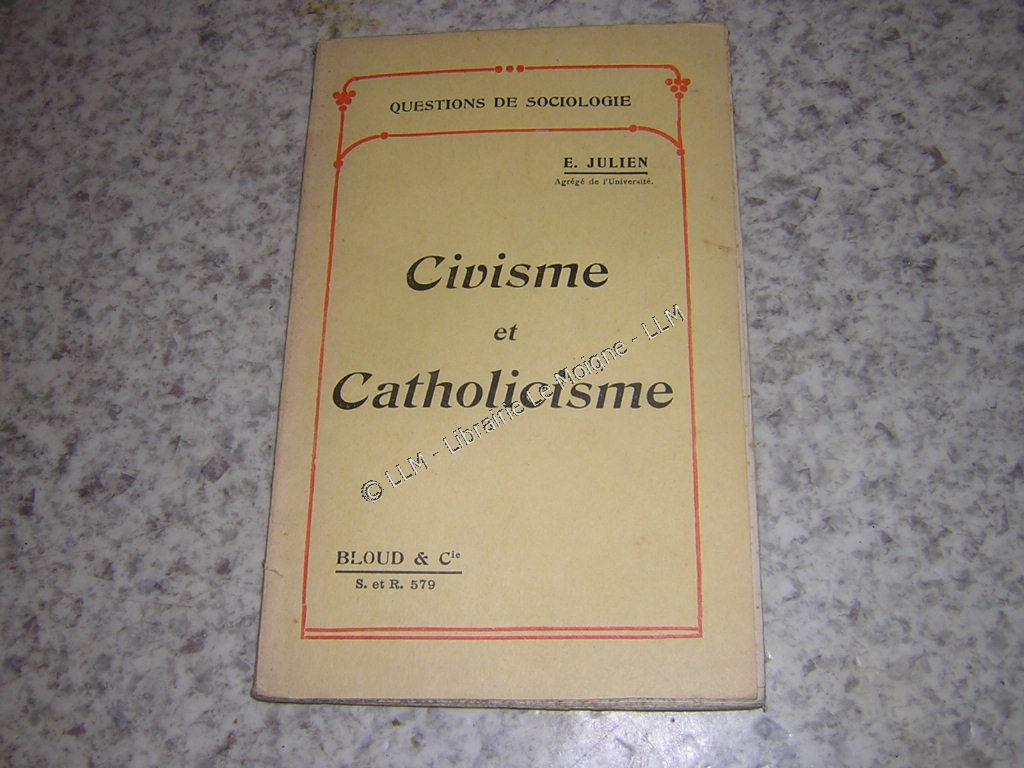 QUESTIONS DE SOCIOLOGIE
E. JULIEN
Agrégé de l'Université.
Civisme
et
Catholicisme
© LLM - Librairie Le Moigne - LLM
BLOUD & Cie
S. et R. 579